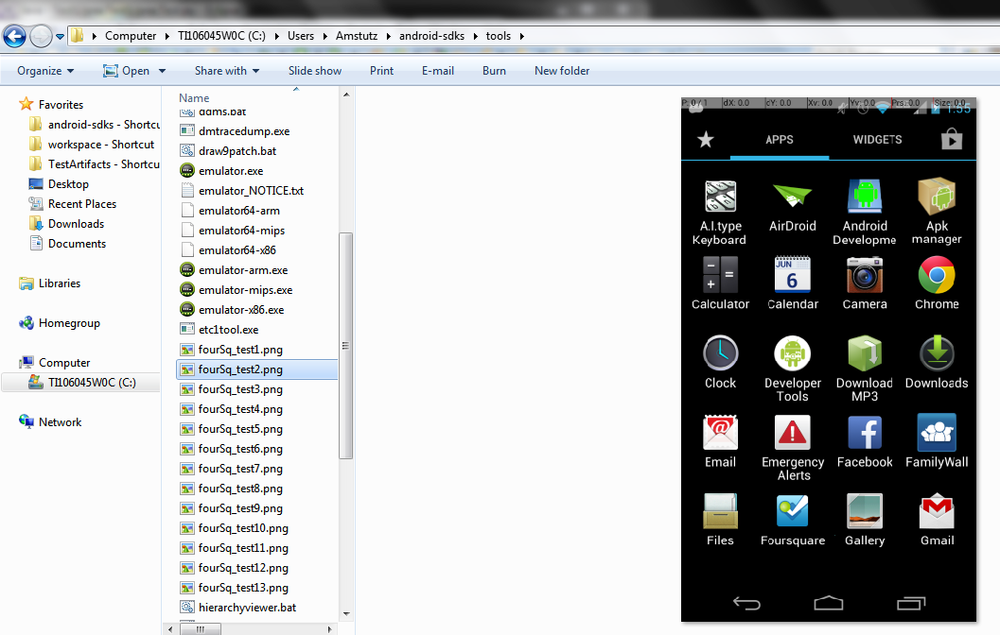 Computer ▸ TI106045W0C (C:) ▸ Users ▸ Amstutz ▸ android-sdks ▸ tools ▸
Organize Open Share with Slide show Print E-mail Burn New folder
Favorites
android-sdks - Shortcu
workspace - Shortcut
TestArtifacts - Shortcu
Desktop
Recent Places
Downloads
Documents
Libraries
Homegroup
Computer
TI106045W0C (C:)
Network
Name
ddms.bat
dmtracedump.exe
draw9patch.bat
emulator.exe
emulator_NOTICE.txt
emulator64-arm
emulator64-mips
emulator64-x86
emulator-arm.exe
emulator-mips.exe
emulator-x86.exe
etc1tool.exe
fourSq_test1.png
fourSq_test2.png
fourSq_test3.png
fourSq_test4.png
fourSq_test5.png
fourSq_test6.png
fourSq_test7.png
fourSq_test8.png
fourSq_test9.png
fourSq_test10.png
fourSq_test11.png
fourSq_test12.png
fourSq_test13.png
hierarchyviewer.bat
P: 0 / 1 dX: 0.0 dY: 0.0 Xv: 0.0 Yv: 0.0 Prs: 0.0 Size: 0.0
1:55
APPS WIDGETS
A.I.type
Keyboard
AirDroid
Android
Developme
Apk
manager
Calculator
JUN
6
Calendar
Camera
Chrome
Clock
Developer
Tools
Download
MP3
Downloads
Email
Emergency
Alerts
Facebook
FamilyWall
Files
Foursquare
Gallery
Gmail